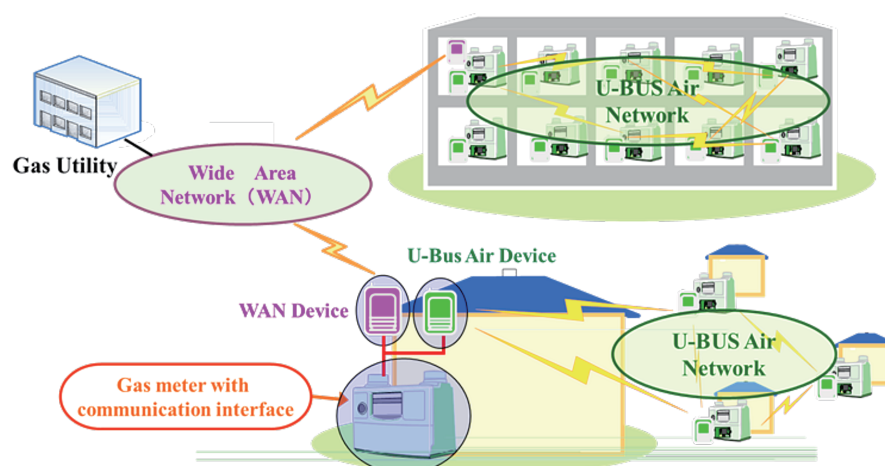 Gas Utility
Wide Area
Network（WAN）
U-BUS Air
Network
U-Bus Air Device
WAN Device
U-BUS Air
Network
Gas meter with
communication interface